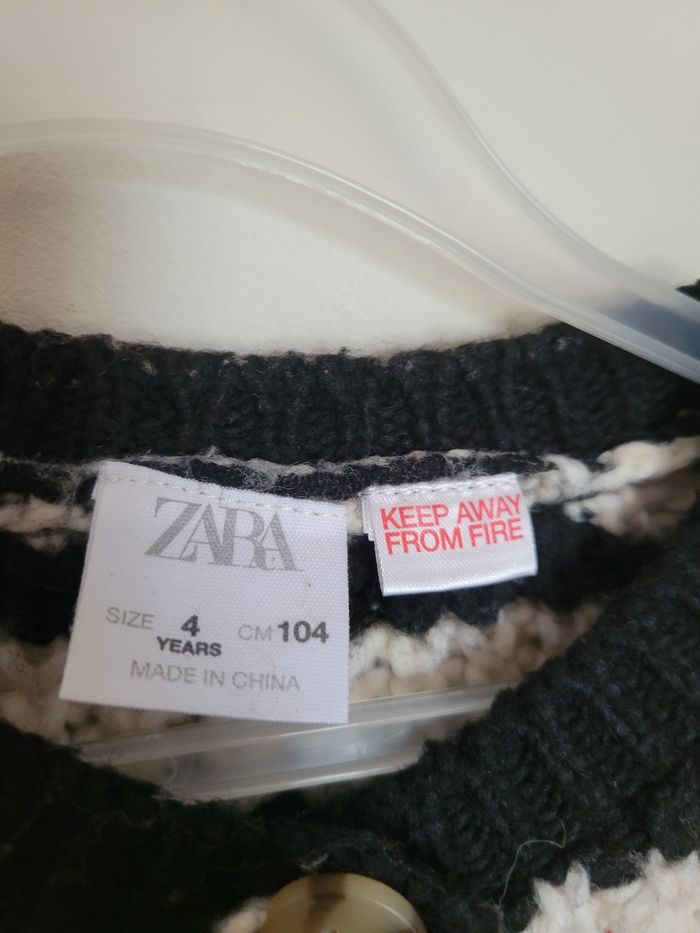 ZARA
SIZE 4 CM 104
YEARS
MADE IN CHINA
KEEP AWAY
FROM FIRE